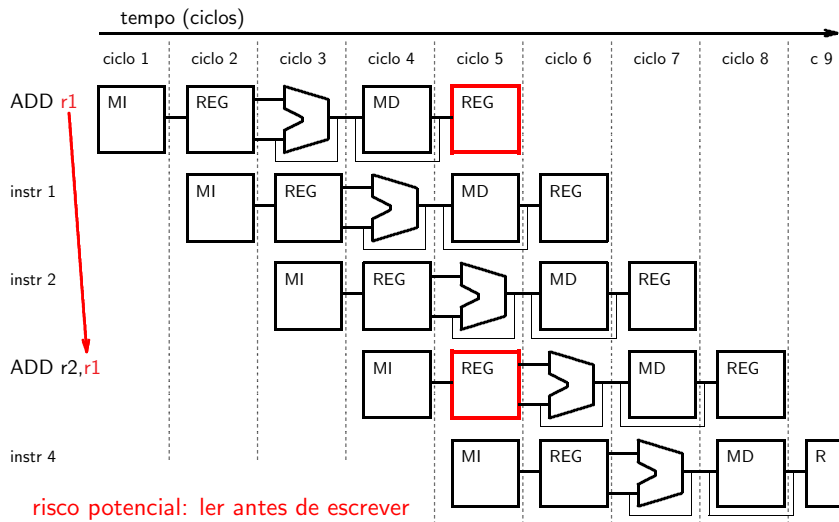 tempo (ciclos)
ciclo 1 ciclo 2 ciclo 3 ciclo 4 ciclo 5 ciclo 6 ciclo 7 ciclo 8 c 9
ADD r1 MI REG MD REG
instr 1 MI REG MD REG
instr 2 MI REG MD REG
ADD r2,r1 MI REG MD REG
instr 4 MI REG MD R
risco potencial: ler antes de escrever